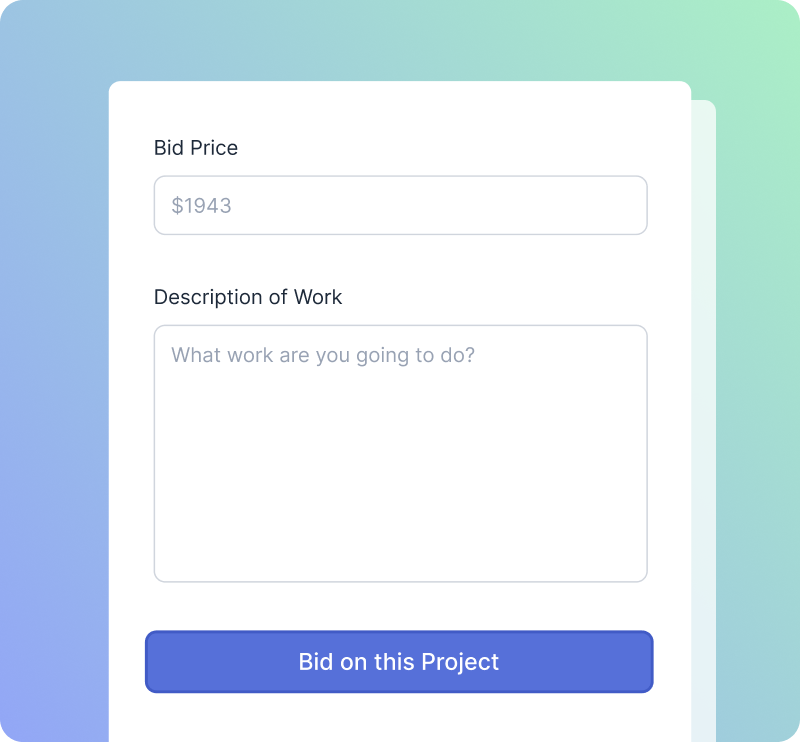 Bid Price
$1943
Description of Work
What work are you going to do?
Bid on this Project